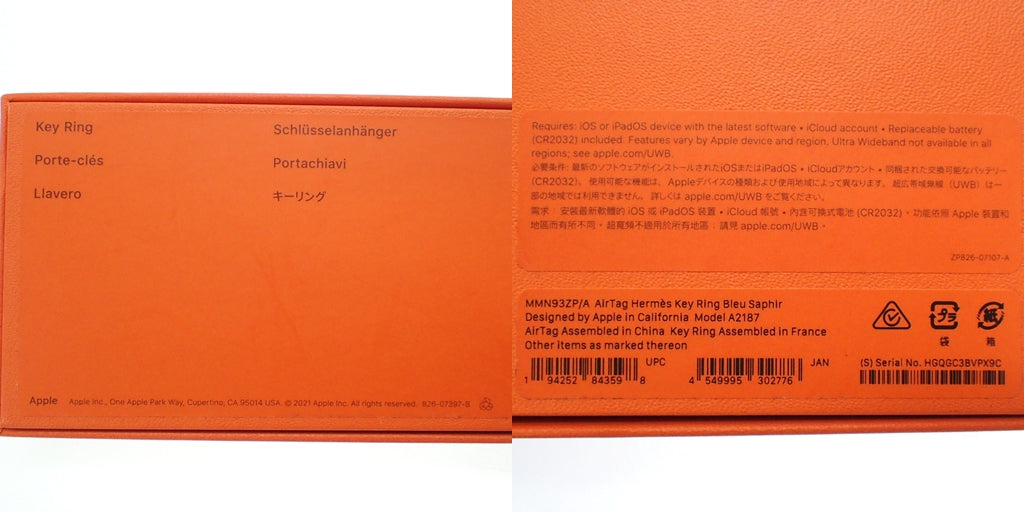 Key Ring
Schlüsselanhänger
Porte-clés
Portachiavi
Llavero
キーリング
Apple Apple Inc., One Apple Park Way, Cupertino, CA 95014 USA. © 2021 Apple Inc. All rights reserved. 826-07397-B
Requires: iOS or iPadOS device with the latest software • iCloud account • Replaceable battery
(CR2032) included. Features vary by Apple device and region. Ultra Wideband not available in all
regions; see apple.com/UWB.
必要条件: 最新のソフトウェアがインストールされたiOSまたはiPadOS • iCloudアカウント • 同梱された交換可能なバッテリー
(CR2032)。 使用可能な機能は、Appleデバイスの種類および使用地域によって異なります。超広帯域無線（UWB）は一
部の地域では利用できません。詳しくは apple.com/UWB をご覧ください。
需求：安裝最新軟體的 iOS 或 iPadOS 裝置 • iCloud 帳號 • 內含可換式電池 (CR2032)。功能依照 Apple 裝置和
地區而有所不同。超寬頻不適用於所有地區；請見 apple.com/UWB。
ZP826-07107-A
MMN93ZP/A AirTag Hermès Key Ring Bleu Saphir
Designed by Apple in California Model A2187
AirTag Assembled in China Key Ring Assembled in France
Other items as marked thereon
プラ
紙
袋
箱
UPC
JAN
(S) Serial No. HGQGC3BVPX9C
1 94252 84359 8
4 549995 302776